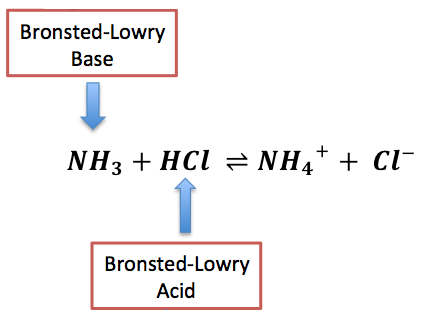 Bronsted-Lowry
Base
NH₃ + HCl ⇌ NH₄⁺ + Cl⁻
Bronsted-Lowry
Acid